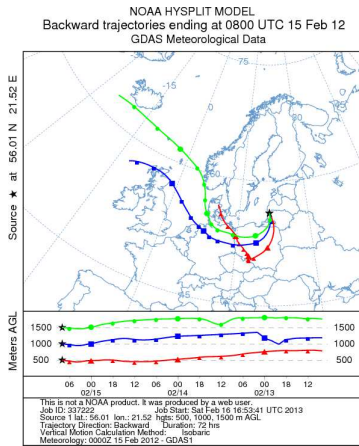 NOAA HYSPLIT MODEL
Backward trajectories ending at 0800 UTC 15 Feb 12
GDAS Meteorological Data
Source ★ at 56.01 N 21.52 E
-15
75
45
Meters AGL
1500 1500
1000 1000
500 500
06 00 18 12 06 00 18 12 06 00 18 12
02/15 02/14 02/13
This is not a NOAA product. It was produced by a web user.
Job ID: 337222 Job Start: Sat Feb 16 16:53:41 UTC 2013
Source 1 lat.: 56.01 lon.: 21.52 hgts: 500, 1000, 1500 m AGL
Trajectory Direction: Backward Duration: 72 hrs
Vertical Motion Calculation Method: Isobaric
Meteorology: 0000Z 15 Feb 2012 - GDAS1